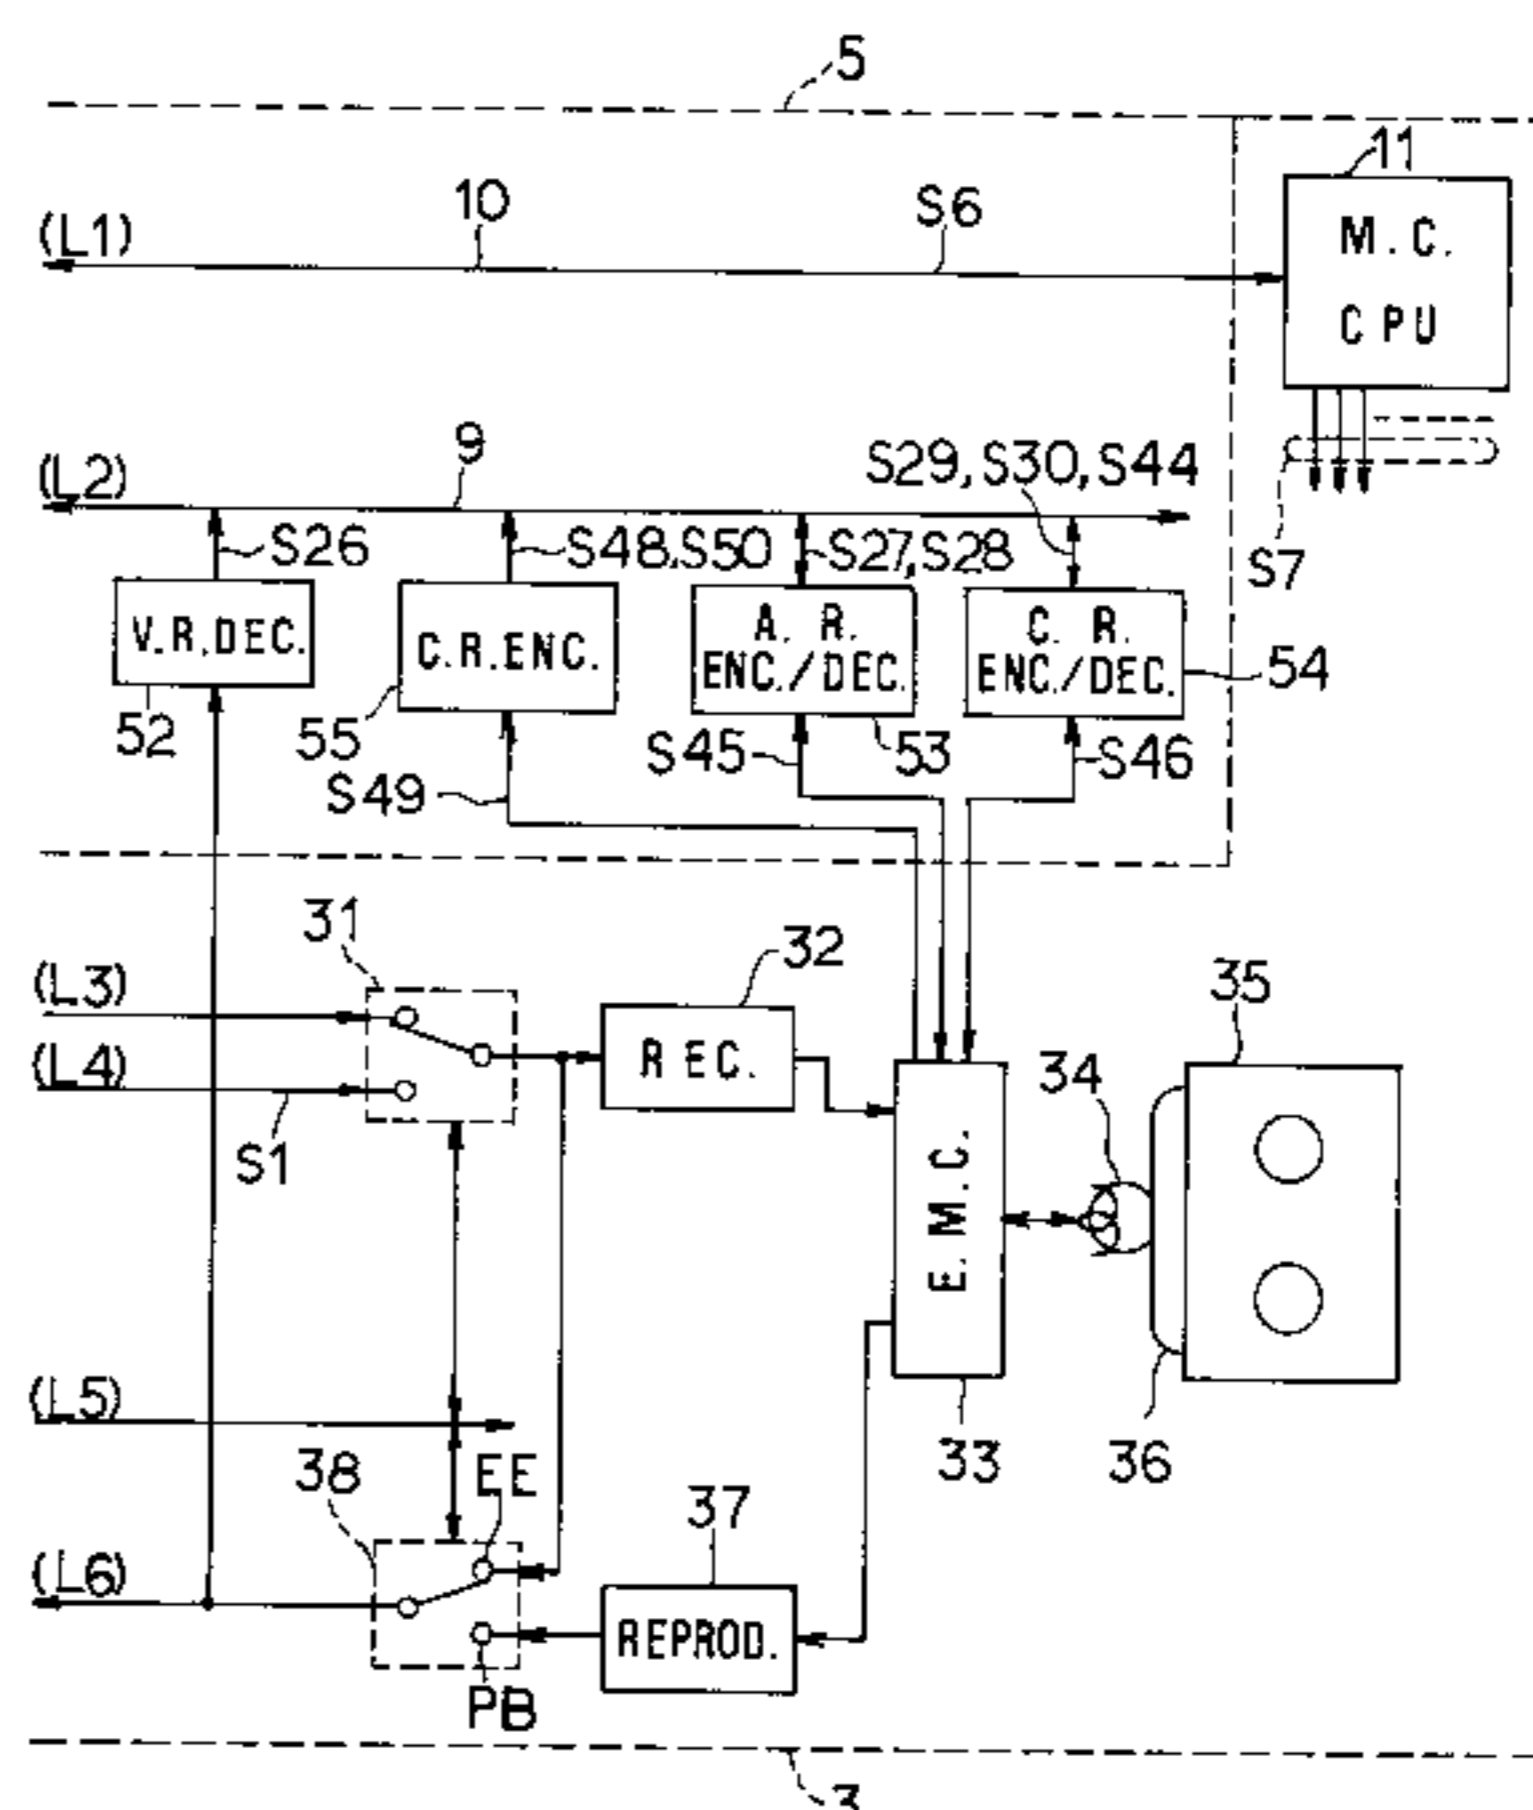 5
11
(L1)
10
S6
M.C.
CPU
(L2)
9
S29, S30, S44
S26
S48, S50
S27, S28
S7
V.R.DEC.
C.R.ENC.
A. R.
ENC./DEC.
C. R.
ENC./DEC.
54
52
55
S45
53
S46
S49
31
32
(L3)
35
(L4)
REC.
34
S1
E.M.C.
(L5)
33
36
38
EE
37
(L6)
REPROD.
PB
3